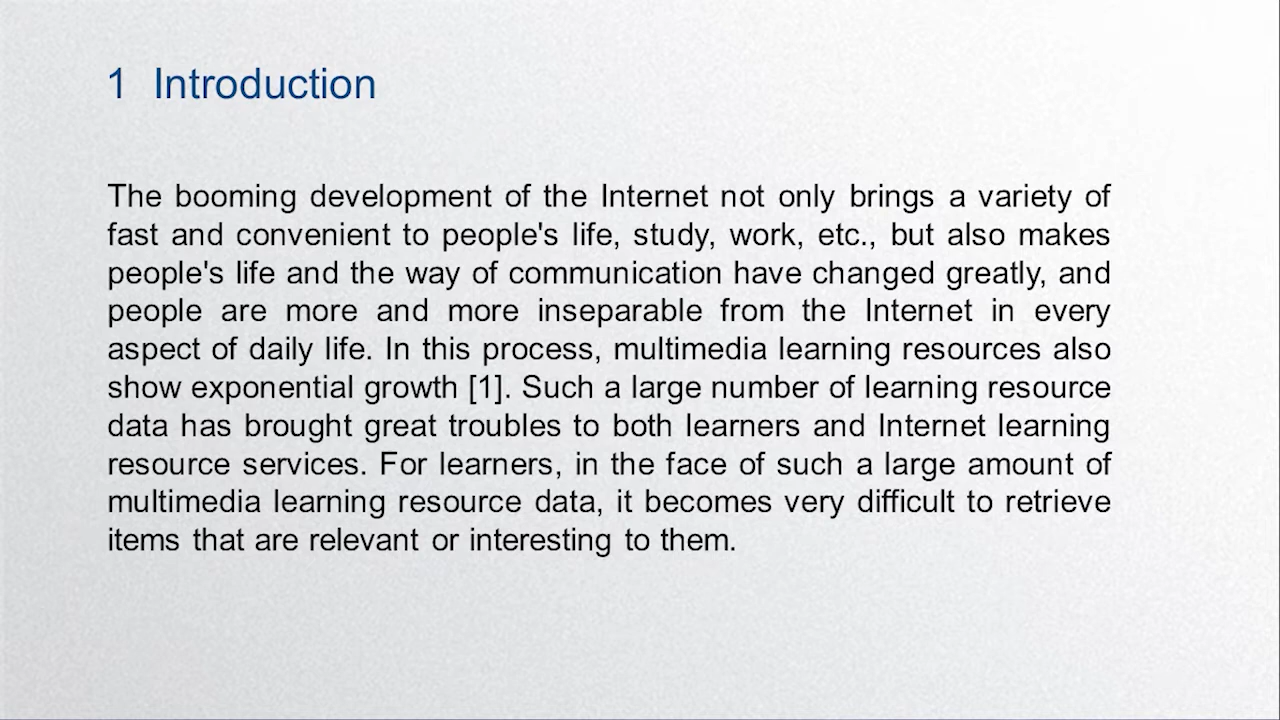 1 Introduction
The booming development of the Internet not only brings a variety of
fast and convenient to people's life, study, work, etc., but also makes
people's life and the way of communication have changed greatly, and
people are more and more inseparable from the Internet in every
aspect of daily life. In this process, multimedia learning resources also
show exponential growth [1]. Such a large number of learning resource
data has brought great troubles to both learners and Internet learning
resource services. For learners, in the face of such a large amount of
multimedia learning resource data, it becomes very difficult to retrieve
items that are relevant or interesting to them.